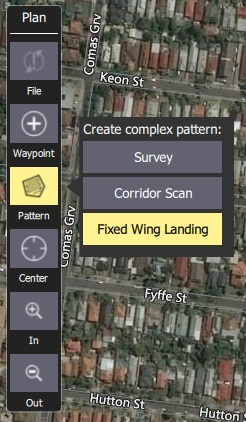 Plan
File
Waypoint
Pattern
Center
In
Out
Create complex pattern:
Survey
Corridor Scan
Fixed Wing Landing
Comas Grv
Keon St
Comas Grv
Fyffe St
Hutton St
Hutton St